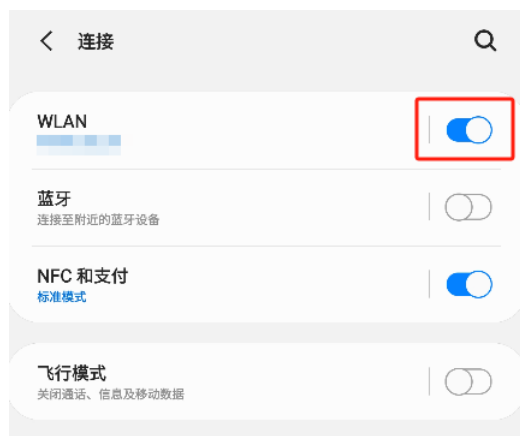 连接
WLAN
蓝牙
连接至附近的蓝牙设备
NFC 和支付
标准模式
飞行模式
关闭通话、信息及移动数据